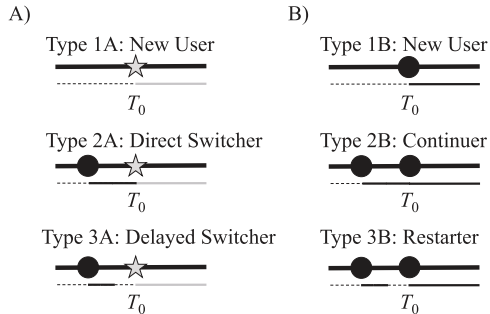 A)
Type 1A: New User
T0
Type 2A: Direct Switcher
T0
Type 3A: Delayed Switcher
T0
B)
Type 1B: New User
T0
Type 2B: Continuer
T0
Type 3B: Restarter
T0